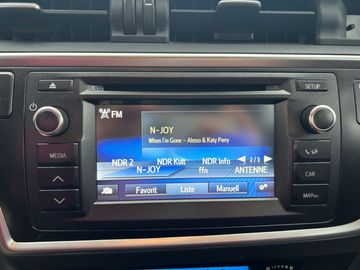 SETUP
FM
N-JOY
When I'm Gone - Alesso & Katy Perry
NDR 2 NDR Kult NDR Info 2/3
N-JOY ffn ANTENNE
Favorit Liste Manuell
MEDIA
CAR
MAP